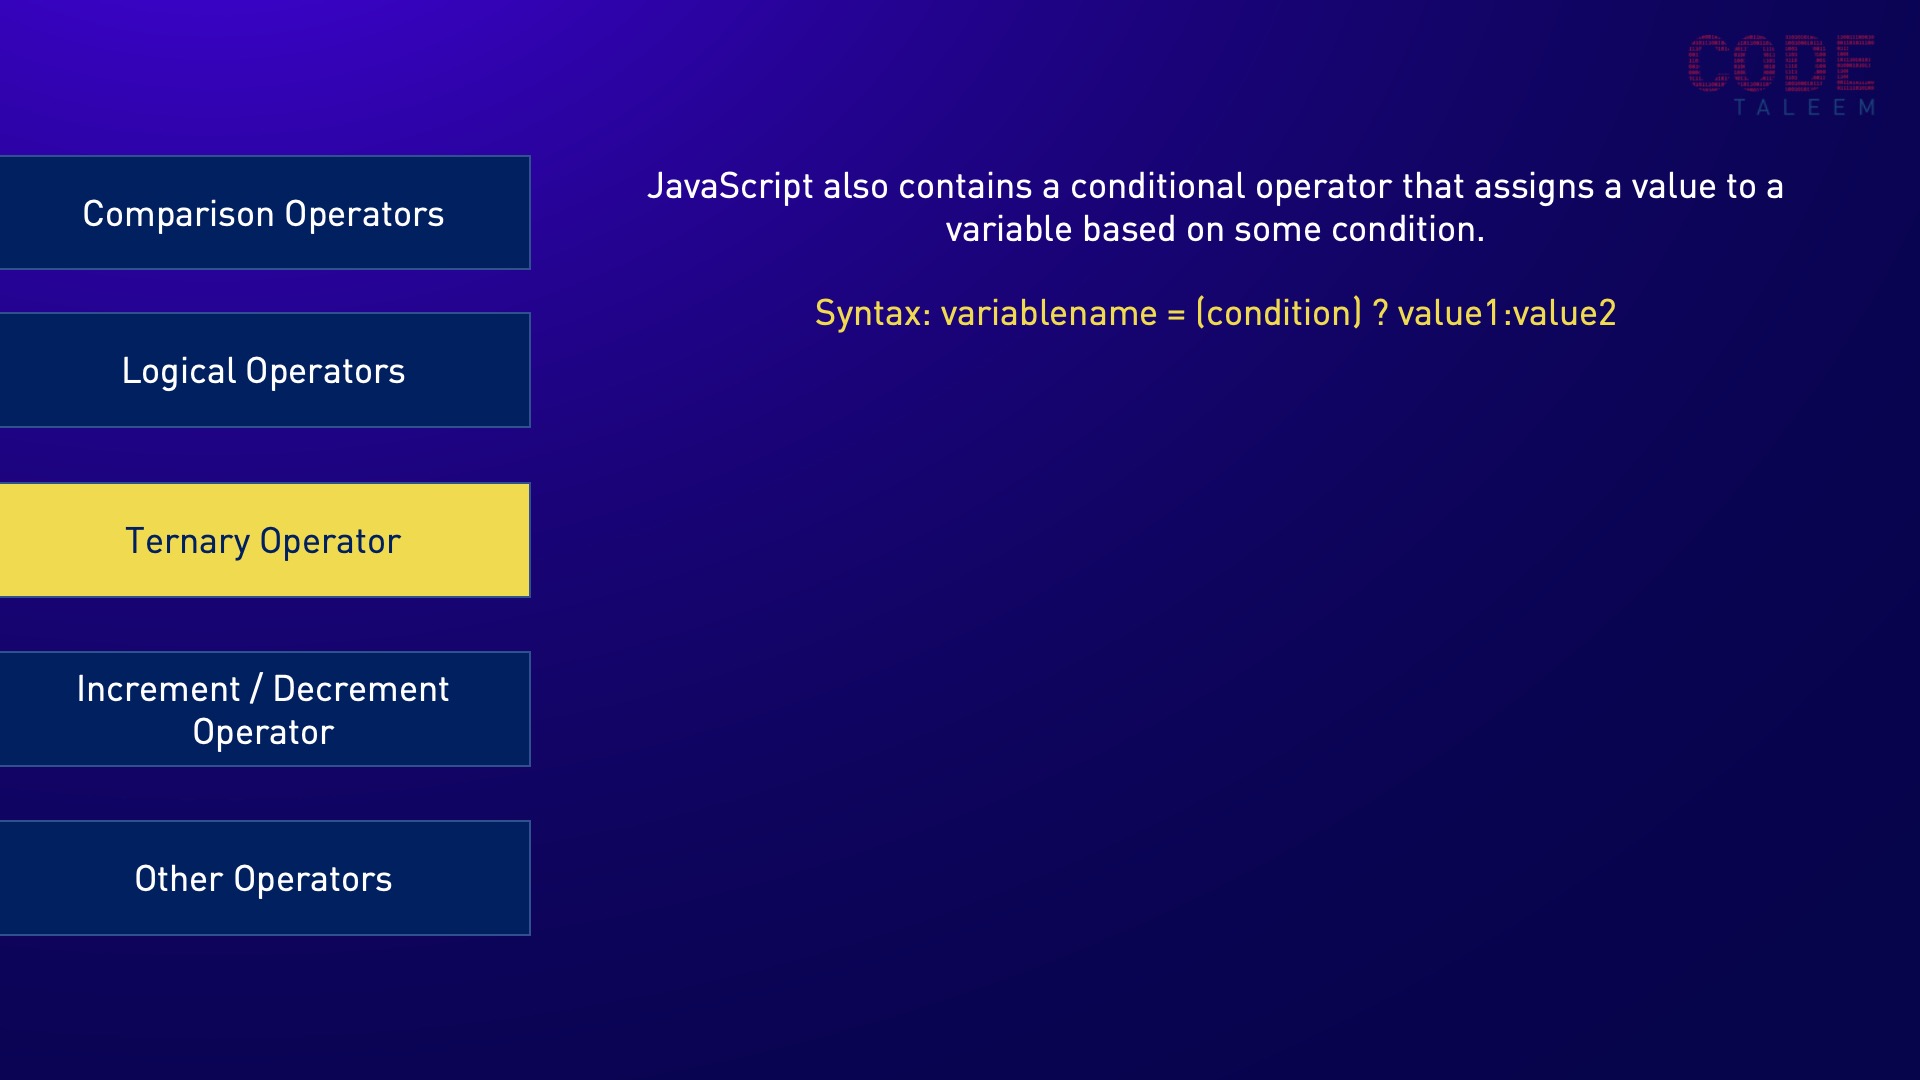 CODE
TALEEM
Comparison Operators
Logical Operators
Ternary Operator
Increment / Decrement
Operator
Other Operators
JavaScript also contains a conditional operator that assigns a value to a
variable based on some condition.
Syntax: variablename = (condition) ? value1:value2